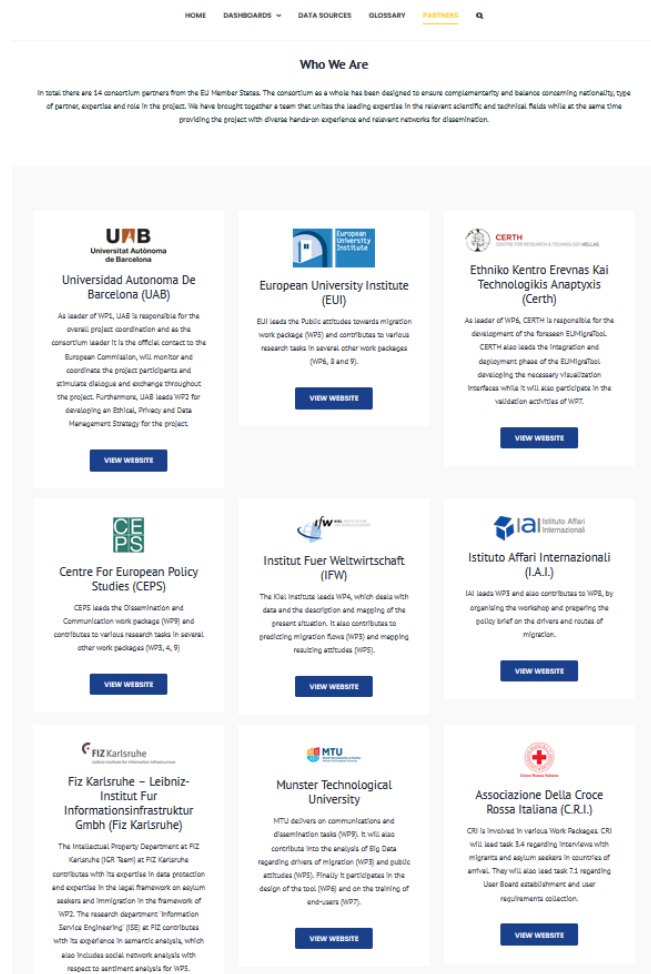 HOME DASHBOARDS DATA SOURCES GLOSSARY PARTNERS
Who We Are
In total there are 14 consortium partners from the EU Member States. The consortium as a whole has been designed to ensure complementarity and balance concerning nationality, type
of partner, expertise and role in the project. We have brought together a team that unites the leading expertise in the relevant scientific and technical fields while at the same time
providing the project with diverse hands-on experience and relevant networks for dissemination.
UAB
Universitat Autònoma
de Barcelona
Universidad Autonoma De
Barcelona (UAB)
As leader of WP1, UAB is responsible for the
overall project coordination and as the
consortium leader it is the official contact to the
European Commission, will monitor and
coordinate the project participants and
stimulate dialogue and exchange throughout
the project. Furthermore, UAB leads WP2 for
developing an Ethical, Privacy and Data
Management Strategy for the project.
VIEW WEBSITE
European
University
Institute
European University Institute
(EUI)
EUI leads the Public attitudes towards migration
work package (WP5) and contributes to various
research tasks in several other work packages
(WP6, 8 and 9).
VIEW WEBSITE
CERTH
CENTRE FOR RESEARCH & TECHNOLOGY HELLAS
Ethniko Kentro Erevnas Kai
Technologikis Anaptyxis
(Certh)
As leader of WP6, CERTH is responsible for the
development of the foreseen EUMigraTool.
CERTH also leads the integration and
deployment phase of the EUMigraTool
developing the necessary visualization
interfaces while it will also participate in the
validation activities of WP7.
VIEW WEBSITE
CE
PS
Centre For European Policy
Studies (CEPS)
CEPS leads the Dissemination and
Communication work package (WP9) and
contributes to various research tasks in several
other work packages (WP3, 4, 9)
VIEW WEBSITE
ifw
Institut Fuer Weltwirtschaft
(IFW)
The Kiel Institute leads WP4, which deals with
data and the description and mapping of the
present situation. It also contributes to
predicting migration flows (WP3) and mapping
resulting attitudes (WP5).
VIEW WEBSITE
iai Istituto Affari
Internazionali
Istituto Affari Internazionali
(I.A.I.)
IAI leads WP3 and also contributes to WP8, by
organising the workshop and preparing the
policy brief on the drivers and routes of
migration.
VIEW WEBSITE
FIZ Karlsruhe
Leibniz Institute for Information Infrastructure
Fiz Karlsruhe – Leibniz-
Institut Fur
Informationsinfrastruktur
Gmbh (Fiz Karlsruhe)
The Intellectual Property Department at FIZ
Karlsruhe (IGR Team) at FIZ Karlsruhe
contributes with its expertise in data protection
and expertise in the legal framework on asylum
seekers and immigration in the framework of
WP2. The research department 'Information
Service Engineering' (ISE) at FIZ contributes
with its experience in semantic analysis, which
also includes social network analysis with
respect to sentiment analysis for WP5.
MTU
Munster Technological
University
MTU delivers on communications and
dissemination tasks (WP9). It will also
contribute into the analysis of Big Data
regarding drivers of migration (WP3) and public
attitudes (WP5). Finally it participates in the
design of the tool (WP6) and on the training of
end-users (WP7).
VIEW WEBSITE
Croce Rossa Italiana
Associazione Della Croce
Rossa Italiana (C.R.I.)
CRI is involved in various Work Packages. CRI
will lead task 3.4 regarding interviews with
migrants and asylum seekers in countries of
arrival. They will also lead task 7.1 regarding
User Board establishment and user
requirements collection.
VIEW WEBSITE